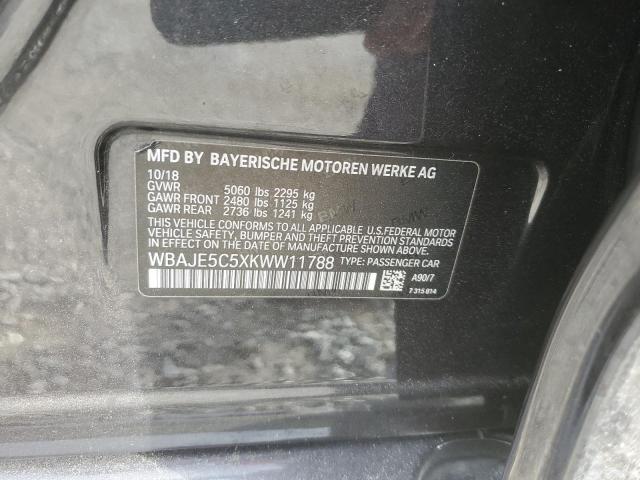 MFD BY BAYERISCHE MOTOREN WERKE AG
10/18
GVWR 5060 lbs 2295 kg
GAWR FRONT 2480 lbs 1125 kg
GAWR REAR 2736 lbs 1241 kg
THIS VEHICLE CONFORMS TO ALL APPLICABLE U.S.FEDERAL MOTOR
VEHICLE SAFETY, BUMPER AND THEFT PREVENTION
STANDARDS IN EFFECT ON THE DATE OF MANUFACTURE SHOWN ABOVE.
WBAJE5C5XKWW11788 TYPE: PASSENGER CAR
A90/7
7 315 814